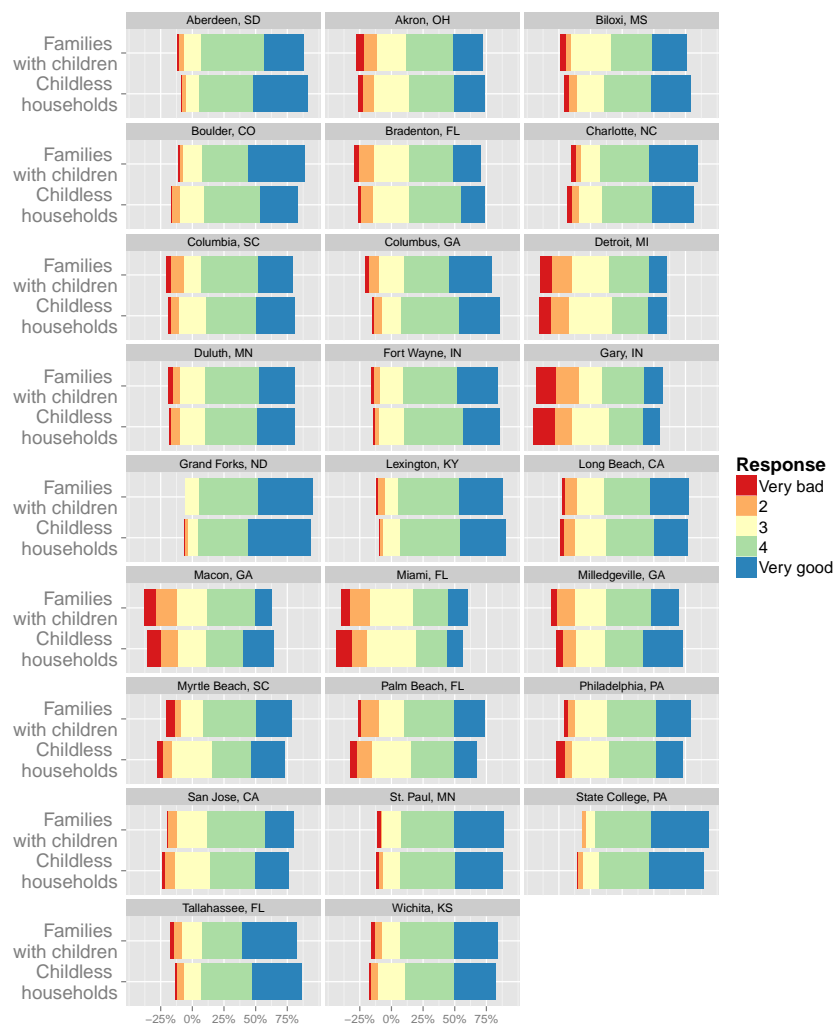 Aberdeen, SD
Akron, OH
Biloxi, MS
Families
with children
Childless
households
Boulder, CO
Bradenton, FL
Charlotte, NC
Families
with children
Childless
households
Columbia, SC
Columbus, GA
Detroit, MI
Families
with children
Childless
households
Duluth, MN
Fort Wayne, IN
Gary, IN
Families
with children
Childless
households
Grand Forks, ND
Lexington, KY
Long Beach, CA
Families
with children
Childless
households
Response
Very bad
2
3
4
Very good
Macon, GA
Miami, FL
Milledgeville, GA
Families
with children
Childless
households
Myrtle Beach, SC
Palm Beach, FL
Philadelphia, PA
Families
with children
Childless
households
San Jose, CA
St. Paul, MN
State College, PA
Families
with children
Childless
households
Tallahassee, FL
Wichita, KS
Families
with children
Childless
households
−25% 0% 25% 50% 75%
−25% 0% 25% 50% 75%